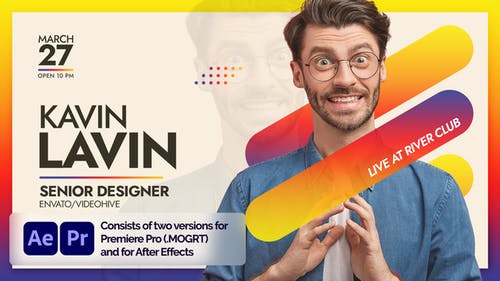 MARCH
27
OPEN 10 PM
KAVIN
LAVIN
SENIOR DESIGNER
ENVATO/VIDEOHIVE
LIVE AT RIVER CLUB
Ae Pr
Consists of two versions for
Premiere Pro (.MOGRT)
and for After Effects